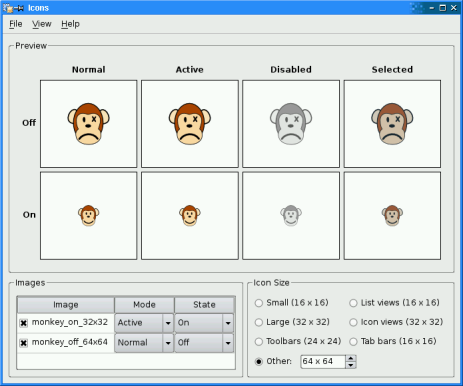 Icons
File View Help
Preview
Normal Active Disabled Selected
Off
On
Images
Image Mode State
monkey_on_32x32 Active On
monkey_off_64x64 Normal Off
Icon Size
Small (16 x 16) List views (16 x 16)
Large (32 x 32) Icon views (32 x 32)
Toolbars (24 x 24) Tab bars (16 x 16)
Other: 64 x 64